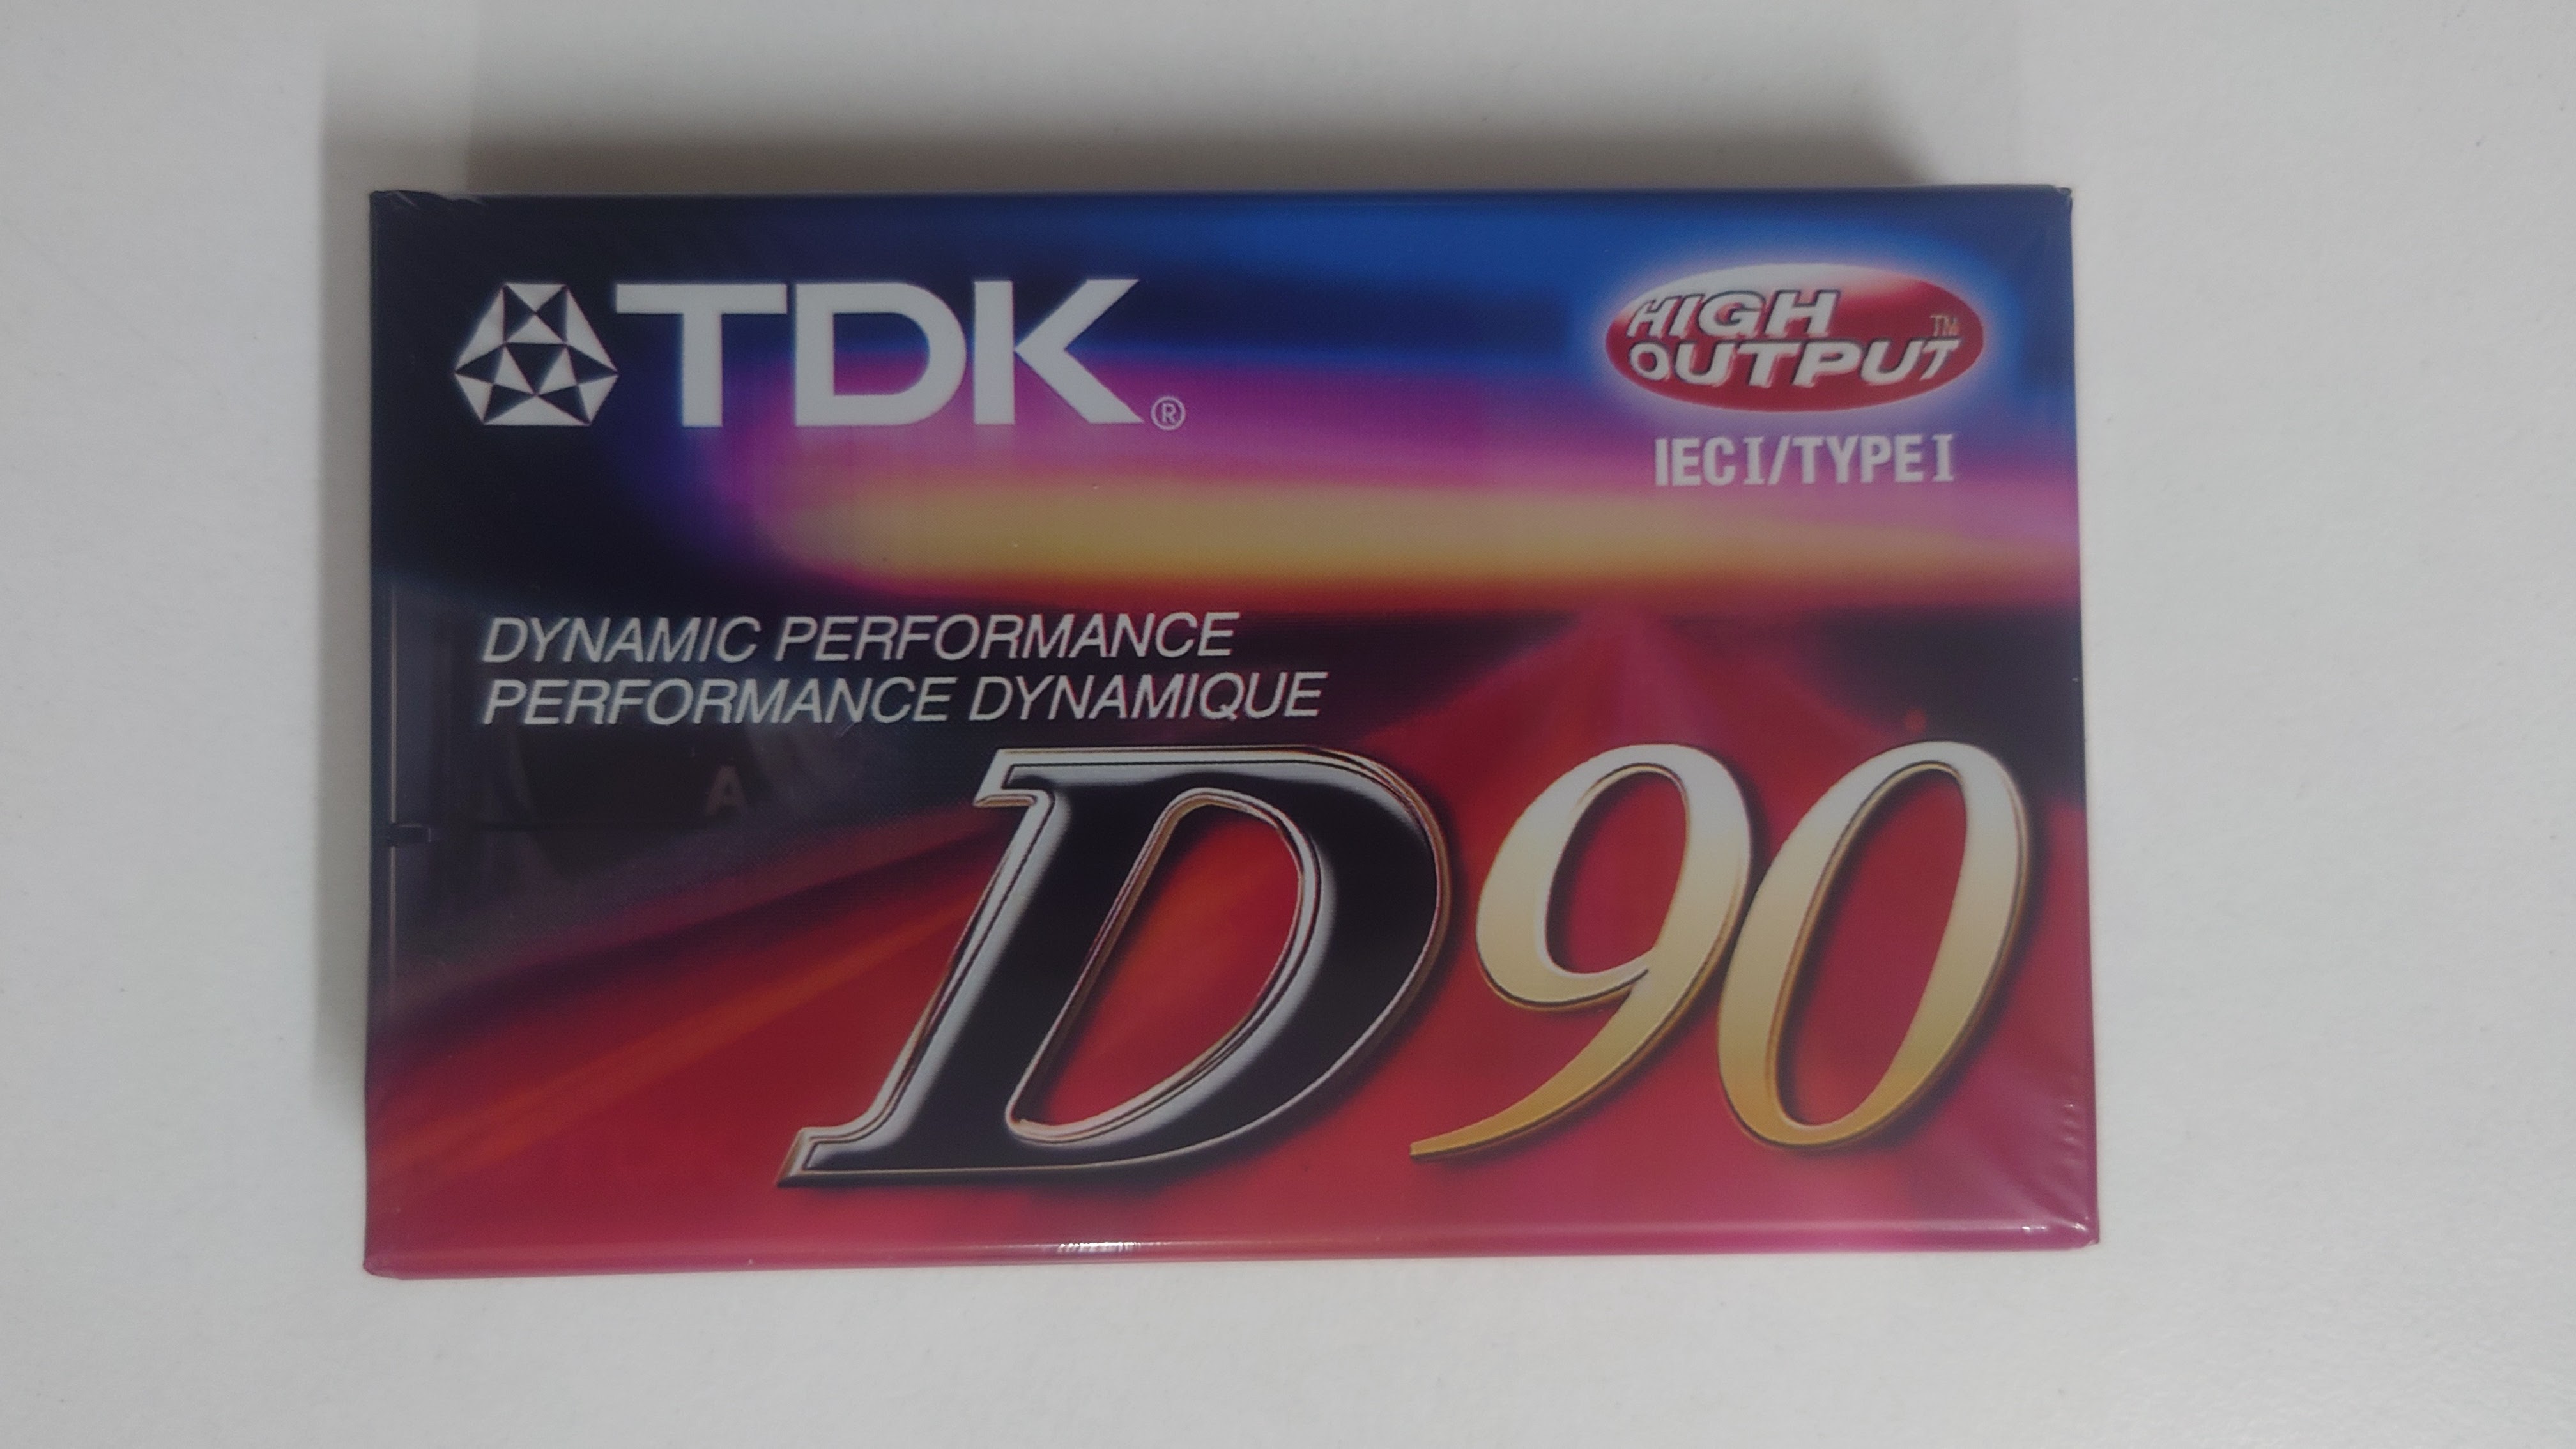 TDK®
HIGH
OUTPUT™
IEC I/TYPE I
DYNAMIC PERFORMANCE
PERFORMANCE DYNAMIQUE
A
D90